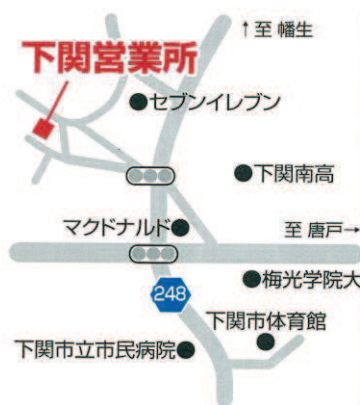 ↑至 幡生
下関営業所
セブンイレブン
下関南高
マクドナルド
至 唐戸→
248
梅光学院大
下関市体育館
下関市立市民病院